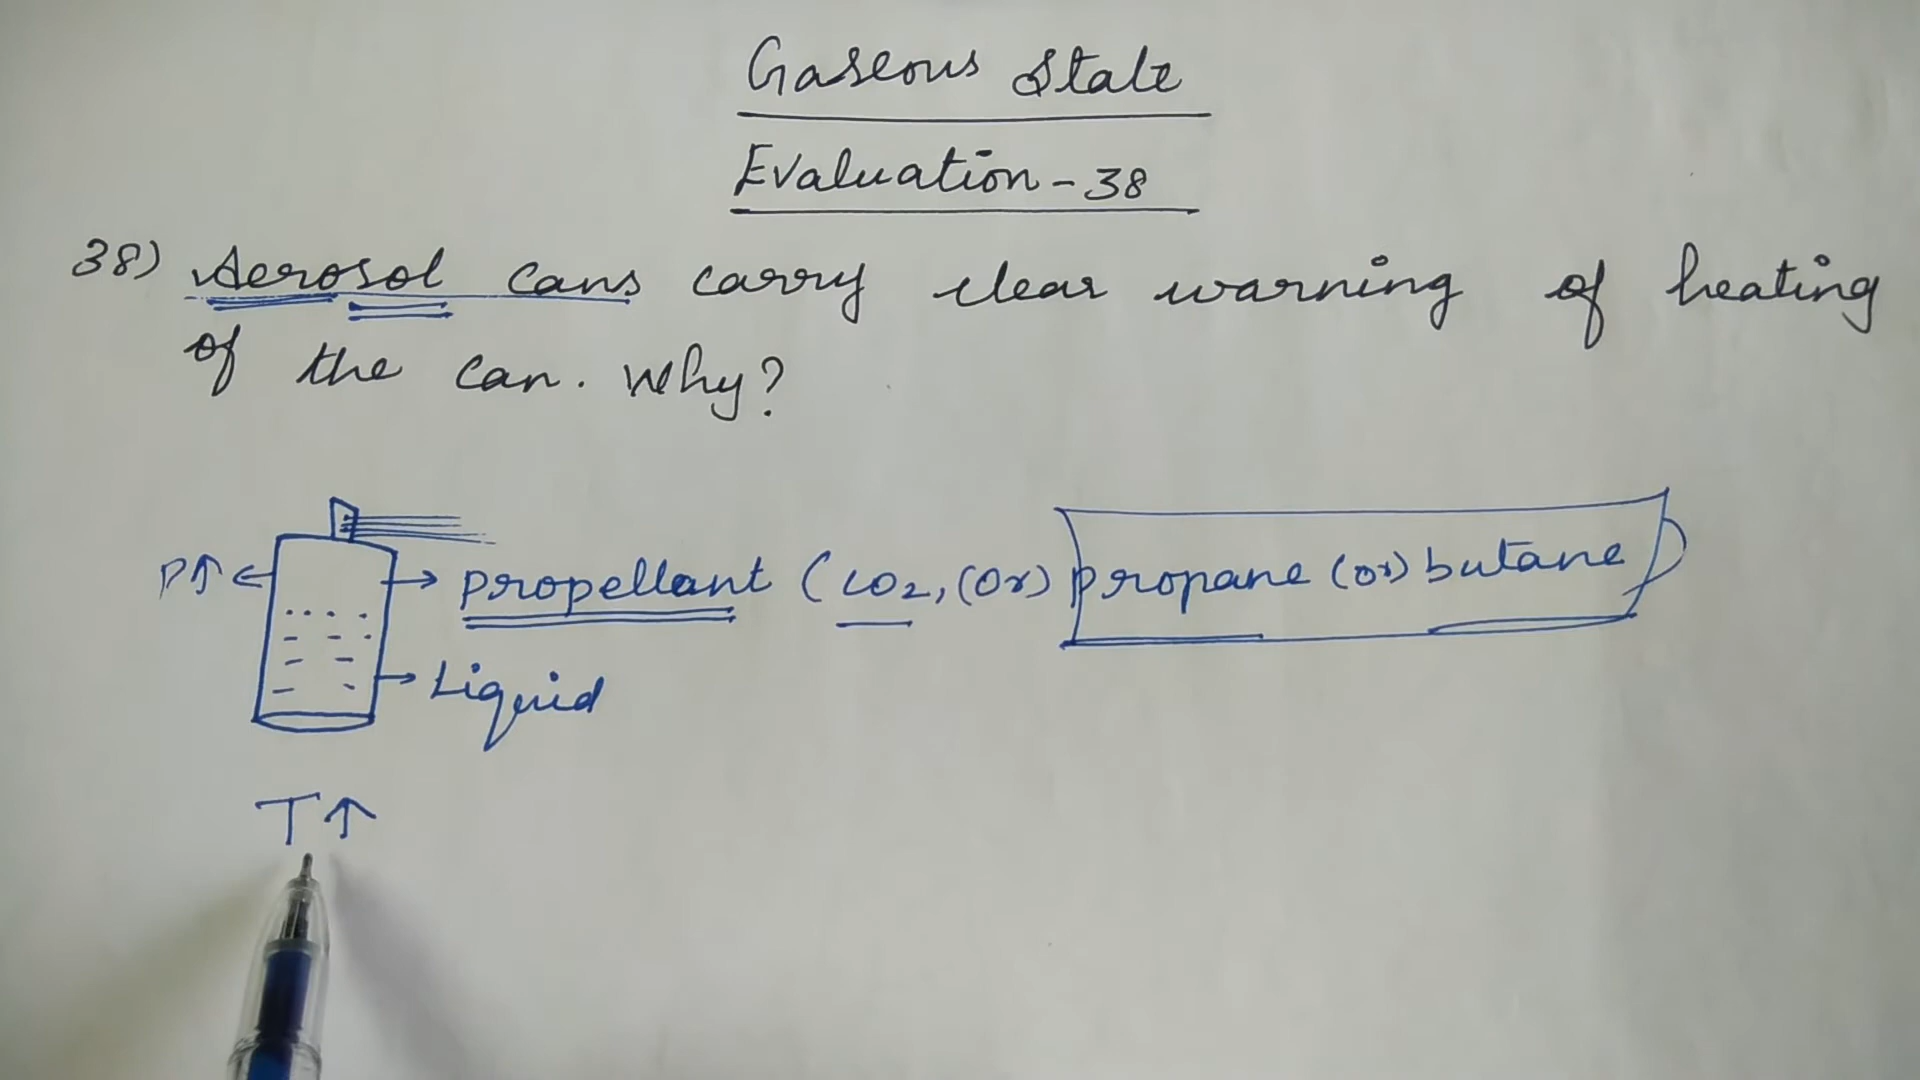 Gaseous State
Evaluation - 38
38) Aerosol cans carry clear warning of heating
of the can. Why?
P↑ ← → propellant (CO2, (Or) propane (or) butane)
→ Liquid
T↑